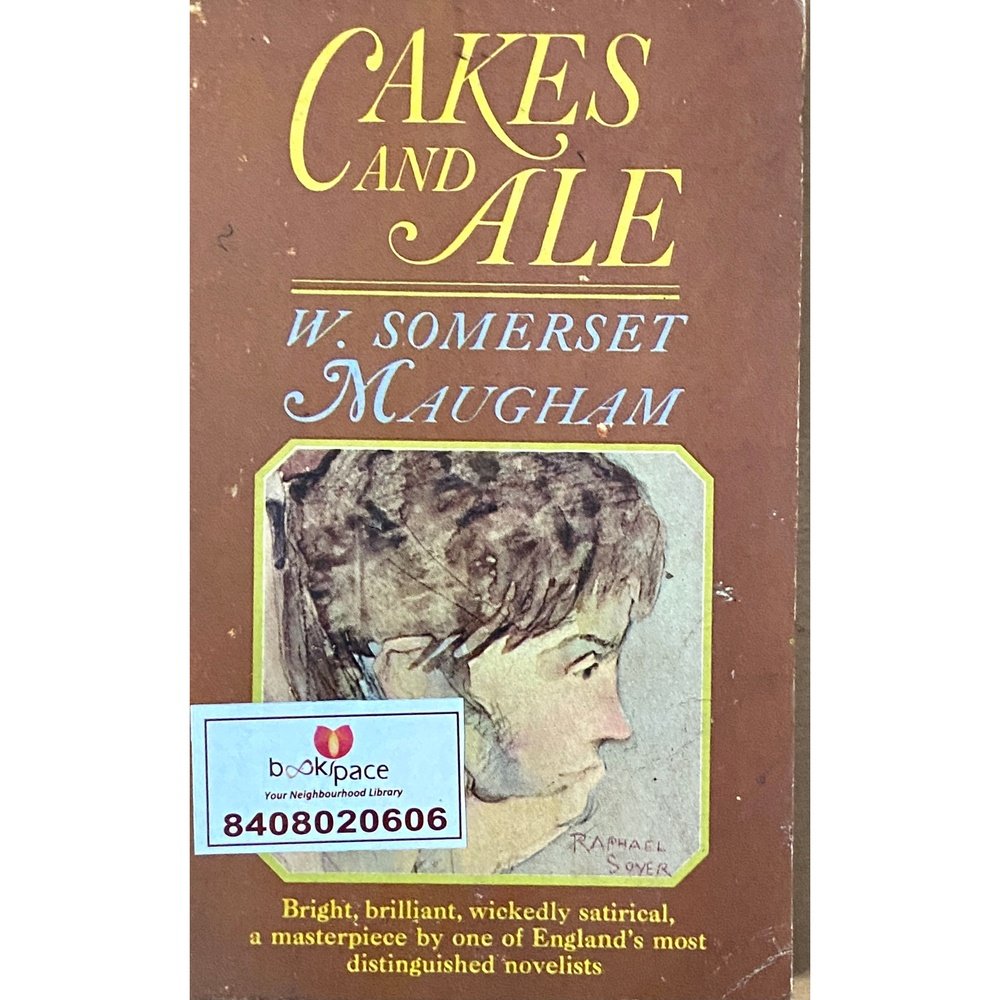 CAKES
AND ALE
W. SOMERSET
MAUGHAM
bookspace
Your Neighbourhood Library
8408020606
RAPHAEL
SOYER
Bright, brilliant, wickedly satirical,
a masterpiece by one of England's most
distinguished novelists